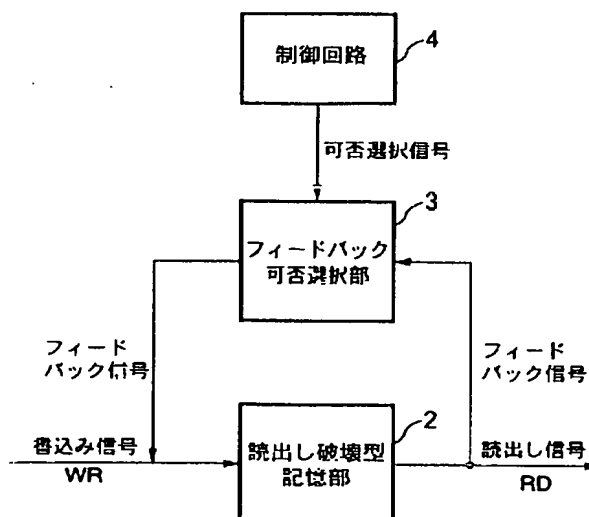 制御回路
4
可否選択信号
3
フィードバック
可否選択部
フィード
バック信号
フィード
バック信号
書込み信号
WR
2
読出し破壊型
記憶部
読出し信号
RD